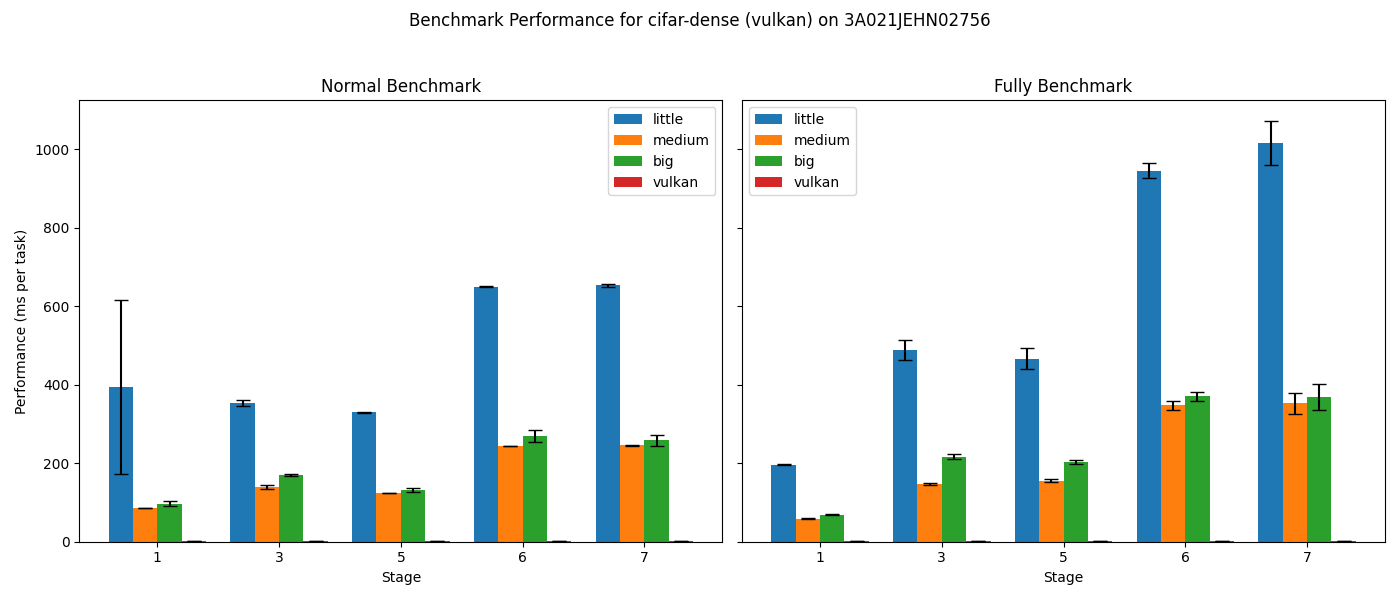 Benchmark Performance for cifar-dense (vulkan) on 3A021JEHN02756
Normal Benchmark
Performance (ms per task)
1000
800
600
400
200
0
little
medium
big
vulkan
1 3 5 6 7
Stage
Fully Benchmark
little
medium
big
vulkan
1 3 5 6 7
Stage